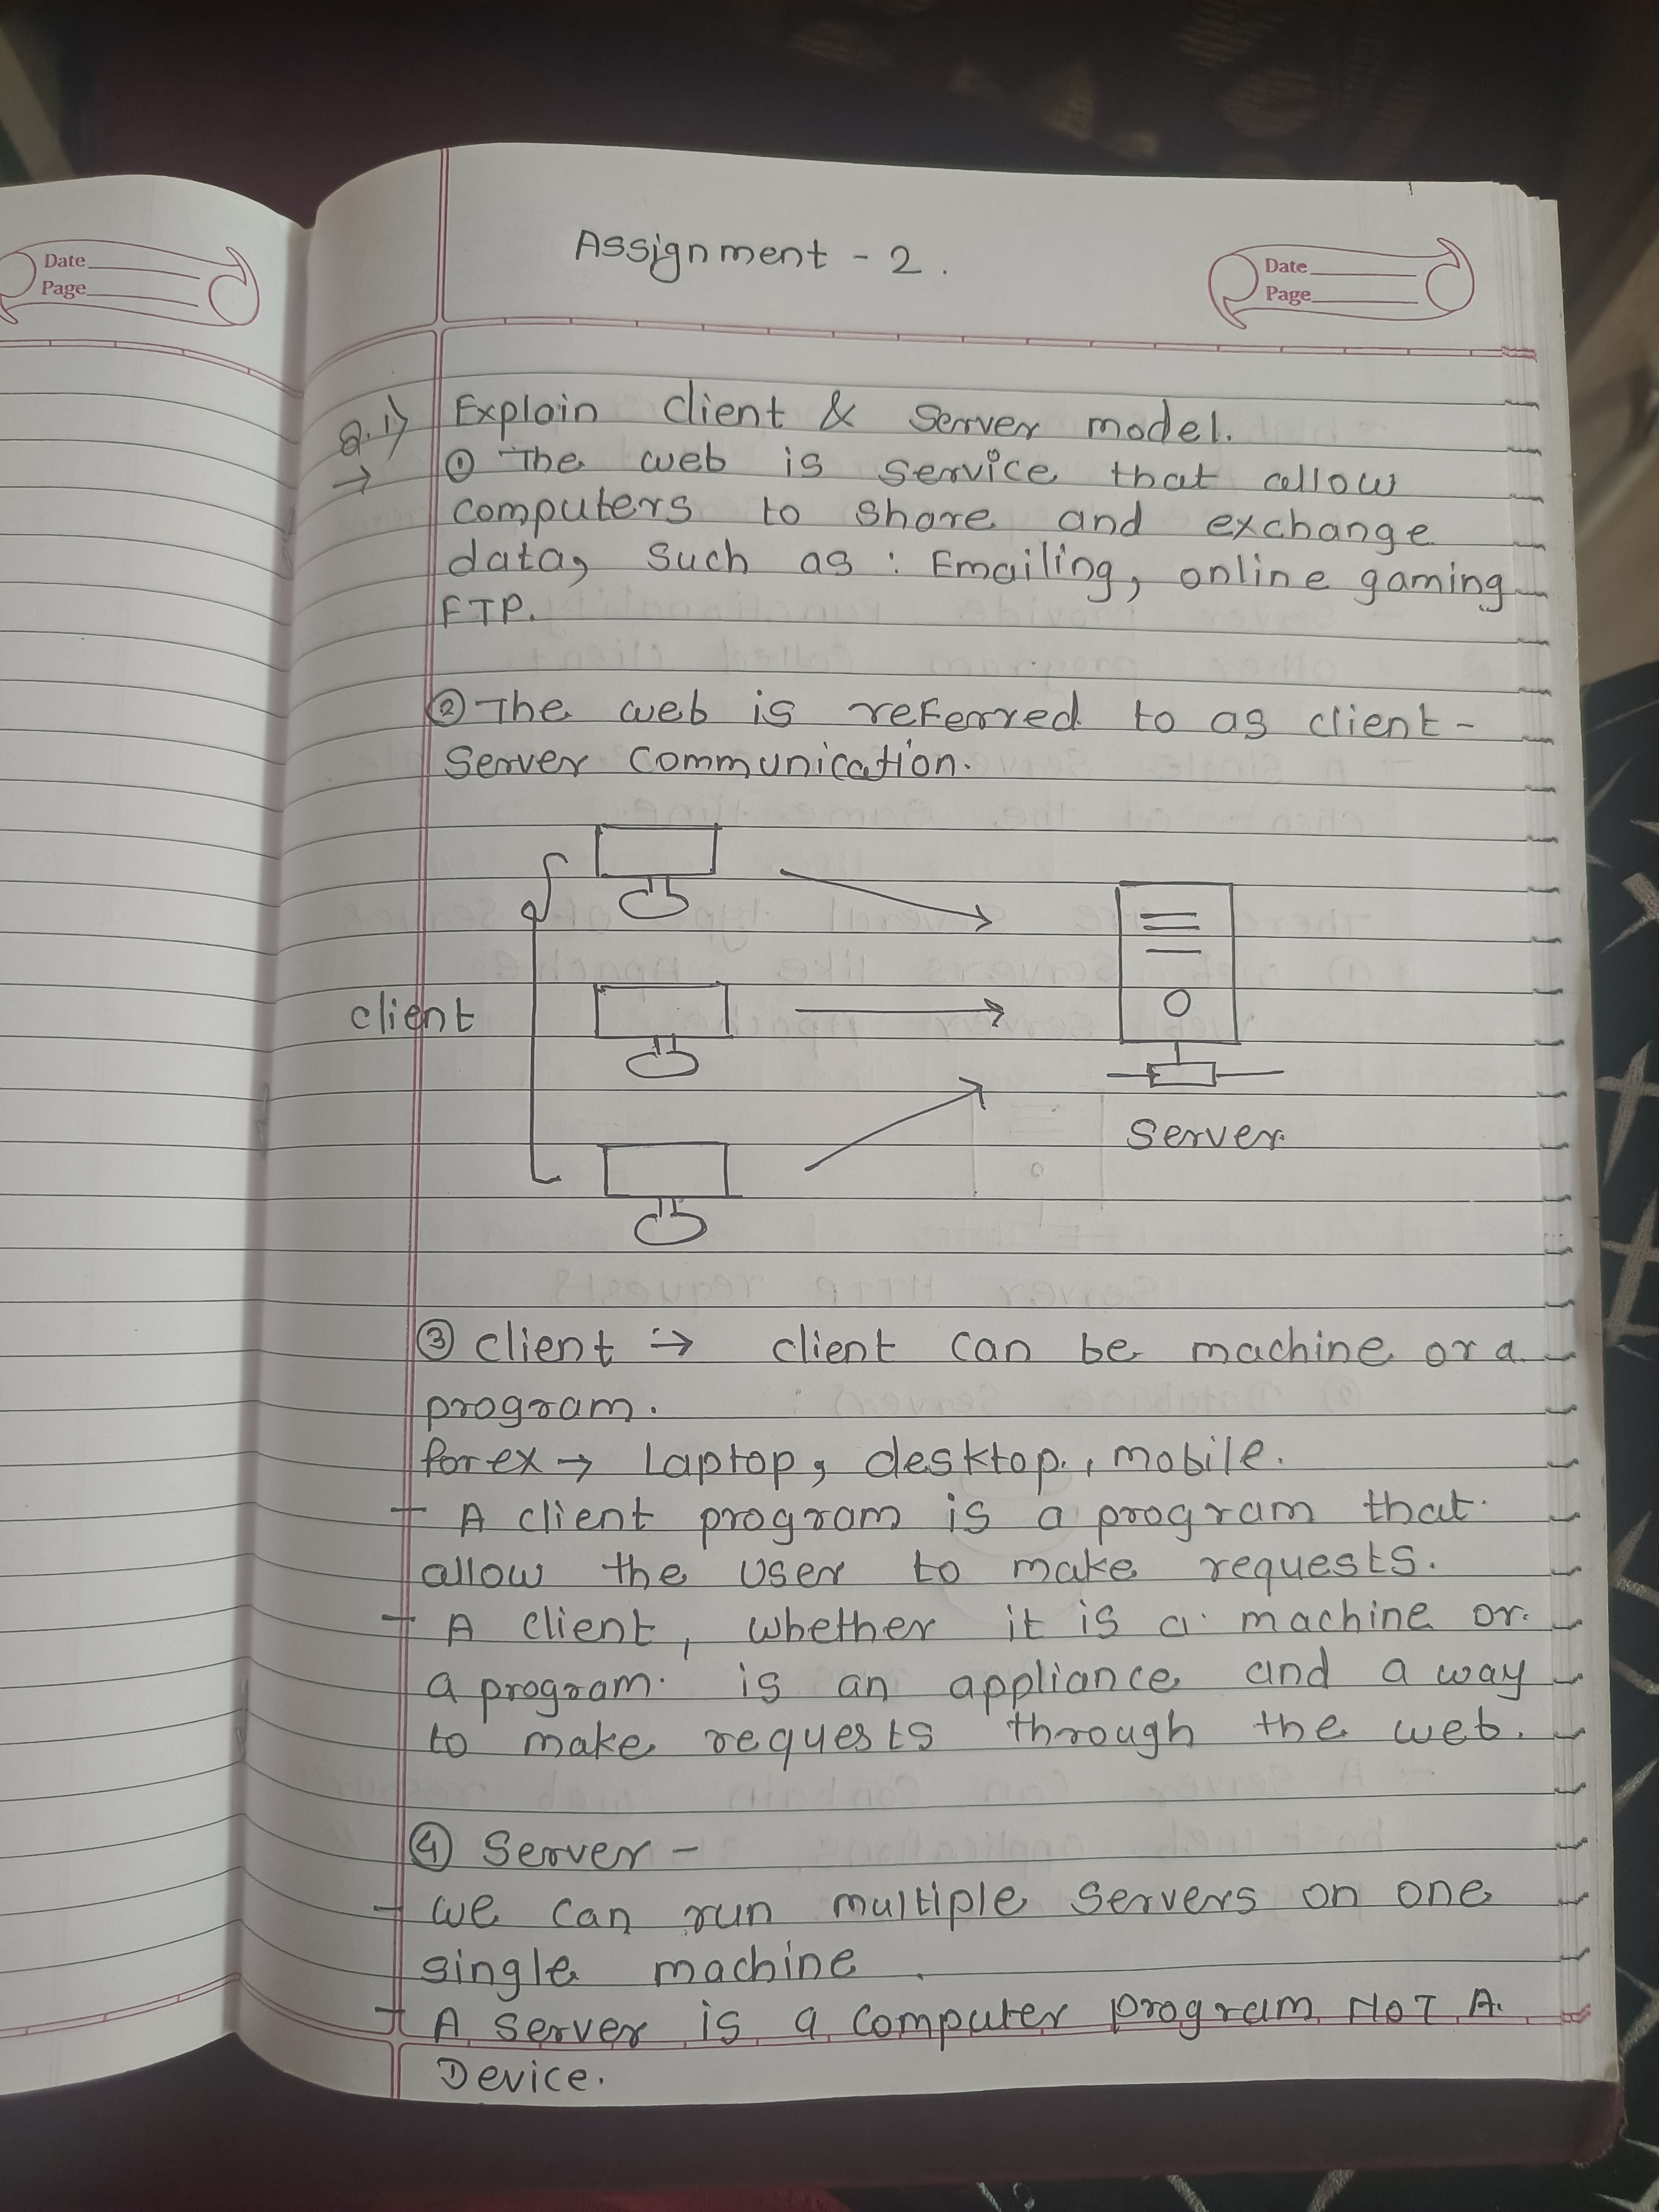 Date
Page
Assignment - 2.
Date
Page
Q.1) Explain client & server model.
→ ① The web is service that allow
computers to share and exchange
data, such as : Emailing, online gaming
FTP.
② The web is referred to as client-
server communication.
client
server
③ client :→ client can be machine or a
program.
for ex → Laptop, desktop, mobile.
- A client program is a program that
allow the user to make requests.
- A client, whether it is a machine or
a program. is an appliance and a way
to make requests through the web.
④ Server -
- we can run multiple servers on one
single machine.
- A server is a computer program NOT A
Device.